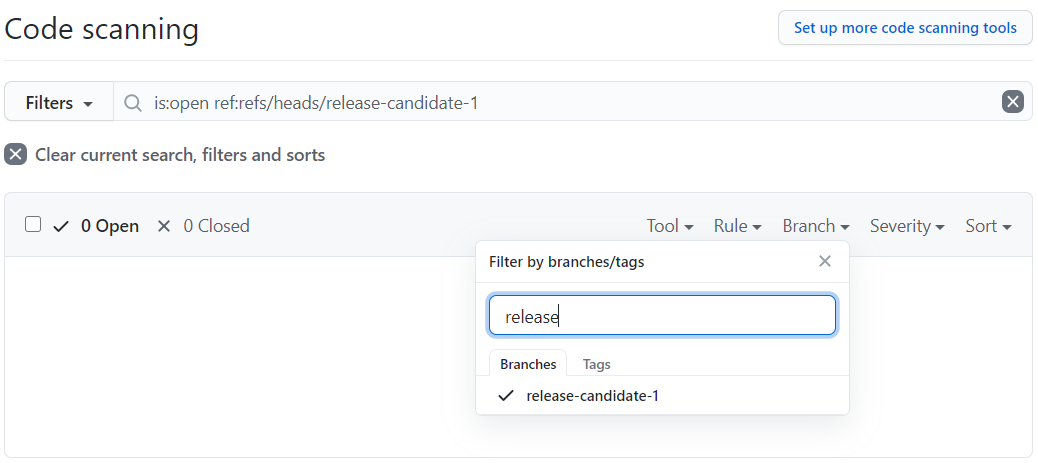 Code scanning
Set up more code scanning tools
Filters
is:open ref:refs/heads/release-candidate-1
Clear current search, filters and sorts
0 Open 0 Closed Tool Rule Branch Severity Sort
Filter by branches/tags
release
Branches Tags
release-candidate-1